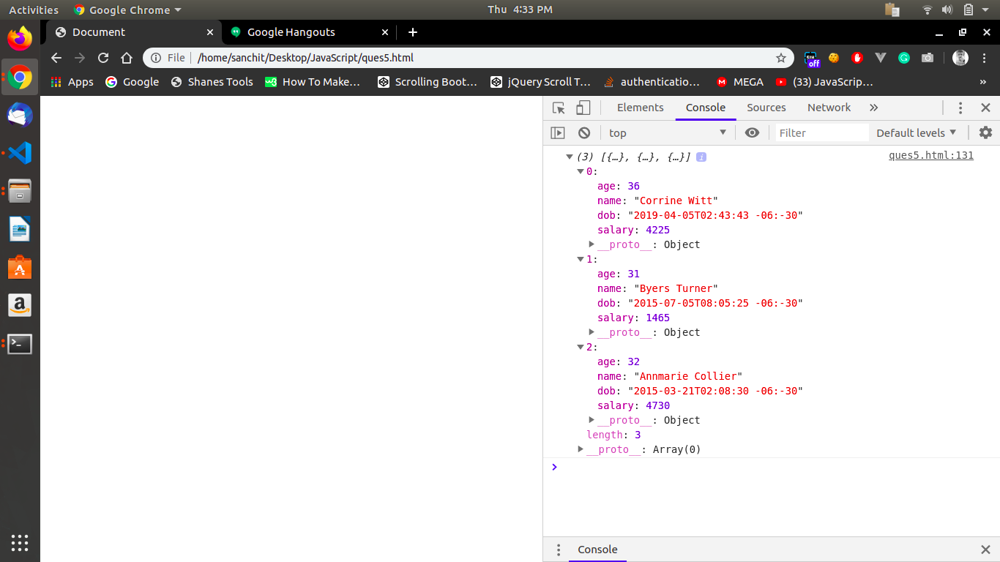 Activities Google Chrome Thu 4:33 PM
Document Google Hangouts
File /home/sanchit/Desktop/JavaScript/ques5.html off
Apps Google Shanes Tools How To Make… Scrolling Boot… jQuery Scroll T… authenticatio… MEGA (33) JavaScrip… »
Elements Console Sources Network »
top Filter Default levels
(3) [{…}, {…}, {…}] i ques5.html:131
0:
age: 36
name: "Corrine Witt"
dob: "2019-04-05T02:43:43 -06:-30"
salary: 4225
__proto__: Object
1:
age: 31
name: "Byers Turner"
dob: "2015-07-05T08:05:25 -06:-30"
salary: 1465
__proto__: Object
2:
age: 32
name: "Annmarie Collier"
dob: "2015-03-21T02:08:30 -06:-30"
salary: 4730
__proto__: Object
length: 3
__proto__: Array(0)
Console